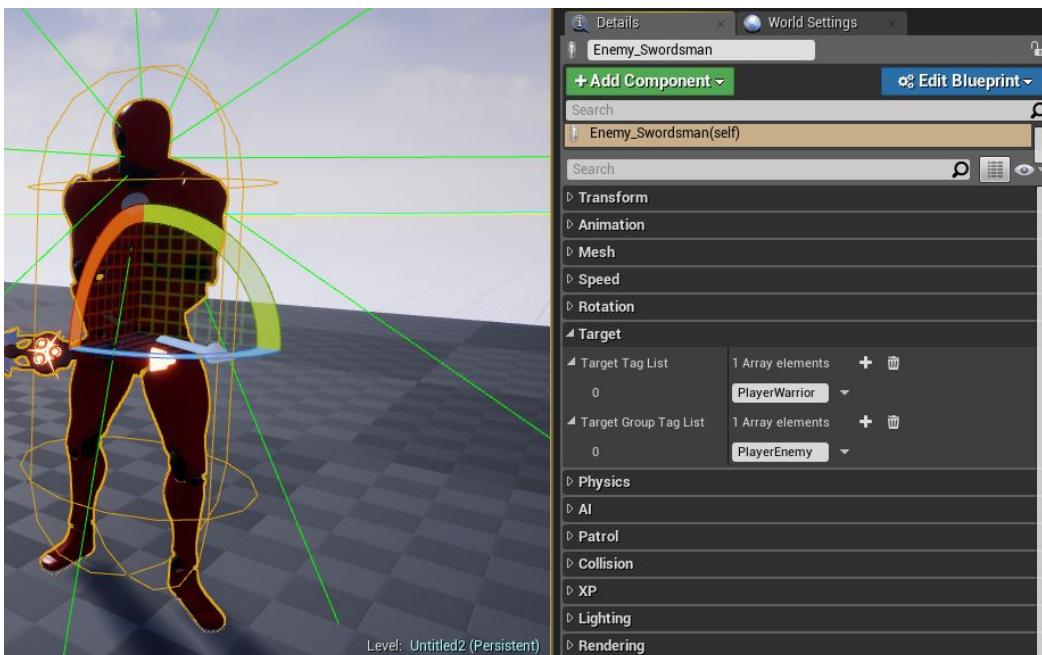 Details
World Settings
Enemy_Swordsman
+ Add Component
Edit Blueprint
Search
Enemy_Swordsman(self)
Search
Transform
Animation
Mesh
Speed
Rotation
Target
Target Tag List 1 Array elements
0 PlayerWarrior
Target Group Tag List 1 Array elements
0 PlayerEnemy
Physics
AI
Patrol
Collision
XP
Lighting
Rendering
Level: Untitled2 (Persistent)